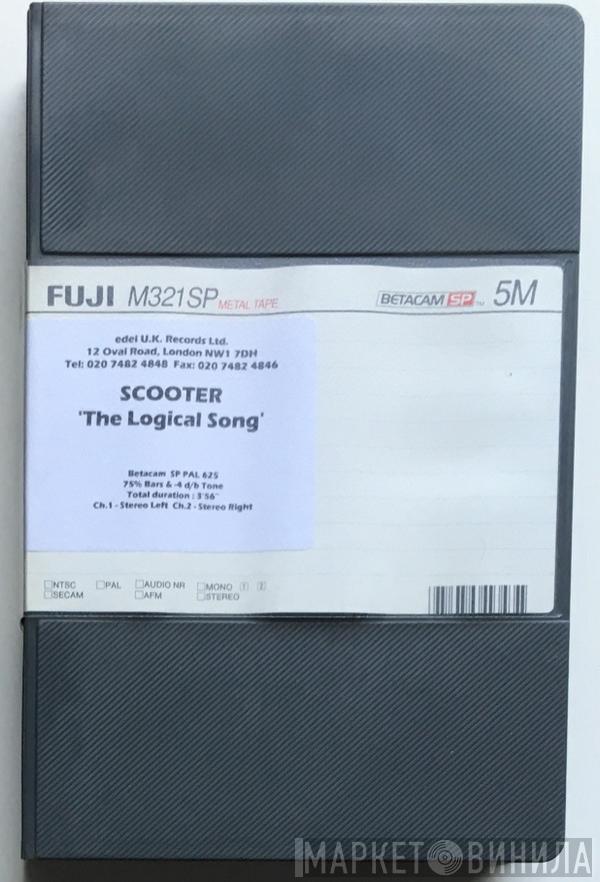 FUJI M321SP METAL TAPE BETACAM SP TM 5M
edel U.K. Records Ltd.
12 Oval Road, London NW1 7DH
Tel: 020 7482 4848 Fax: 020 7482 4846
SCOOTER
'The Logical Song'
Betacam SP PAL 625
75% Bars & -4 d/b Tone
Total duration : 3'56"
Ch.1 - Stereo Left Ch.2 - Stereo Right
NTSC PAL AUDIO NR MONO 1 2
SECAM AFM STEREO
МАРКЕТ ВИНИЛА